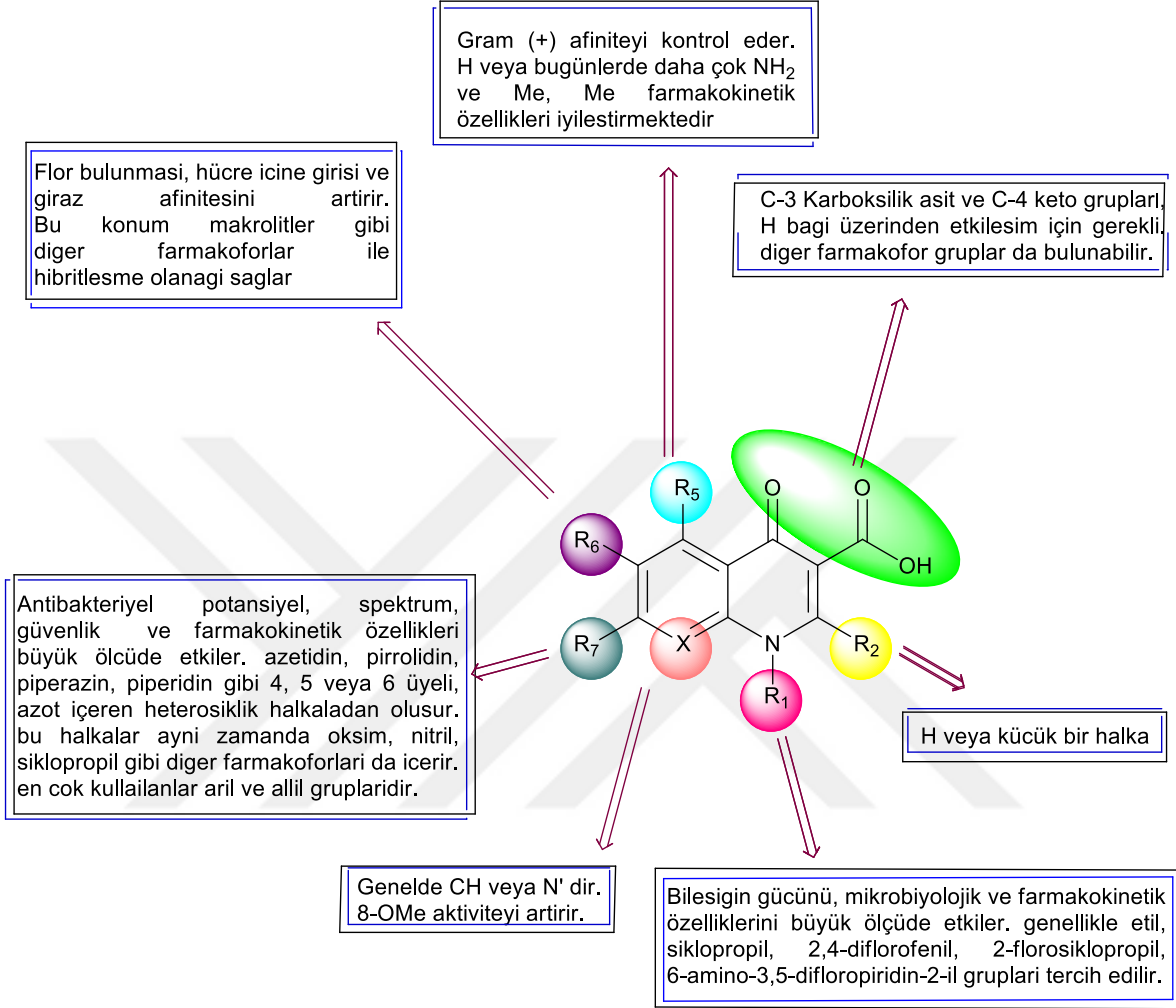 Gram (+) afiniteyi kontrol eder.
H veya bugünlerde daha çok NH2
ve Me, Me farmakokinetik
özellikleri iyilestirmektedir
Flor bulunmasi, hücre icine girisi ve
giraz afinitesini artirir.
Bu konum makrolitler gibi
diger farmakoforlar ile
hibritlesme olanagi saglar
C-3 Karboksilik asit ve C-4 keto gruplarI,
H bagi üzerinden etkilesim için gerekli,
diger farmakofor gruplar da bulunabilir.
R5
O
O
R6
OH
R7
X
N
R2
R1
Antibakteriyel potansiyel, spektrum,
güvenlik ve farmakokinetik özellikleri
büyük ölcüde etkiler. azetidin, pirrolidin,
piperazin, piperidin gibi 4, 5 veya 6 üyeli,
azot içeren heterosiklik halkaladan olusur.
bu halkalar ayni zamanda oksim, nitril,
siklopropil gibi diger farmakoforlari da icerir.
en cok kullailanlar aril ve allil gruplaridir.
H veya kücük bir halka
Genelde CH veya N' dir.
8-OMe aktiviteyi artirir.
Bilesigin gücünü, mikrobiyolojik ve farmakokinetik
özelliklerini büyük ölçüde etkiler. genellikle etil,
siklopropil, 2,4-diflorofenil, 2-florosiklopropil,
6-amino-3,5-difloropiridin-2-il gruplari tercih edilir.